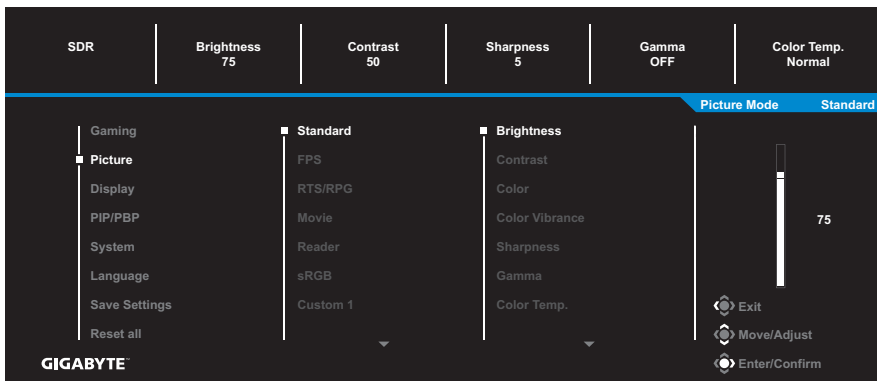 SDR
Brightness
75
Contrast
50
Sharpness
5
Gamma
OFF
Color Temp.
Normal
Picture Mode Standard
Gaming
Picture
Display
PIP/PBP
System
Language
Save Settings
Reset all
Standard
FPS
RTS/RPG
Movie
Reader
sRGB
Custom 1
Brightness
Contrast
Color
Color Vibrance
Sharpness
Gamma
Color Temp.
75
Exit
Move/Adjust
Enter/Confirm
GIGABYTE™